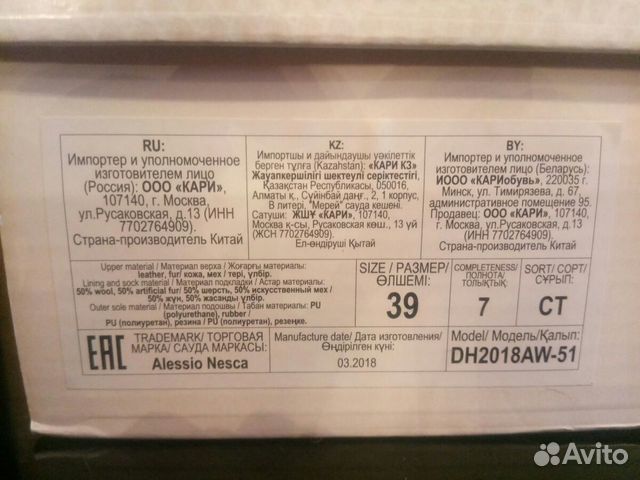 RU:
Импортер и уполномоченное
изготовителем лицо
(Россия): ООО «КАРИ»,
107140, г. Москва,
ул.Русаковская, д.13 (ИНН
7702764909).
Страна-производитель Китай
KZ:
Импортшы и дайындаушы уәкілеттік
берген тұлға (Kazahstan): «КАРИ КЗ»
Жауапкершілігі шектеулі серіктестігі,
Қазақстан Республикасы, 050016,
Алматы қ., Суйінбай даңғ., 2, 1 корпус,
В литері, "Мерей" сауда кешені.
Сатушы: ЖШҰ «КАРИ», 107140,
Москва қ-сы, Русаковская көш., 13 үй
(ЖСН 7702764909).
Ел-өндіруші Қытай
BY:
Импортер и уполномоченное
изготовителем лицо (Беларусь):
ИООО «КАРИобувь», 220035 г.
Минск, ул. Тимирязева, д. 67,
административное помещение 95.
Продавец: ООО «КАРИ», 107140,
г. Москва, ул.Русаковская, д.13
(ИНН 7702764909).
Страна-производитель Китай
Upper material / Материал верха / Жоғарғы материалы:
leather, fur/ кожа, мех / тері, үлбір.
Lining and sock material / Материал подкладки / Астар материалы:
50% wool, 50% artificial fur/ 50% шерсть, 50% искусственный мех /
50% жүн, 50% жасанды үлбір.
Outer sole material / Материал подошвы / Табан материалы: PU
(polyurethane), rubber /
PU (полиуретан), резина / PU (полиуретан), резеңке.
SIZE / РАЗМЕР/
ӨЛШЕМІ:
39
COMPLETENESS/
ПОЛНОТА/
ТОЛЫҚТЫҚ:
7
SORT/ СОРТ/
СҰРЫП:
СТ
EAC
TRADEMARK/ ТОРГОВАЯ
МАРКА/ САУДА МАРКАСЫ:
Alessio Nesca
Manufacture date/ Дата изготовления/
Өндірілген күні:
03.2018
Model/ Модель/Қалып:
DH2018AW-51
Avito